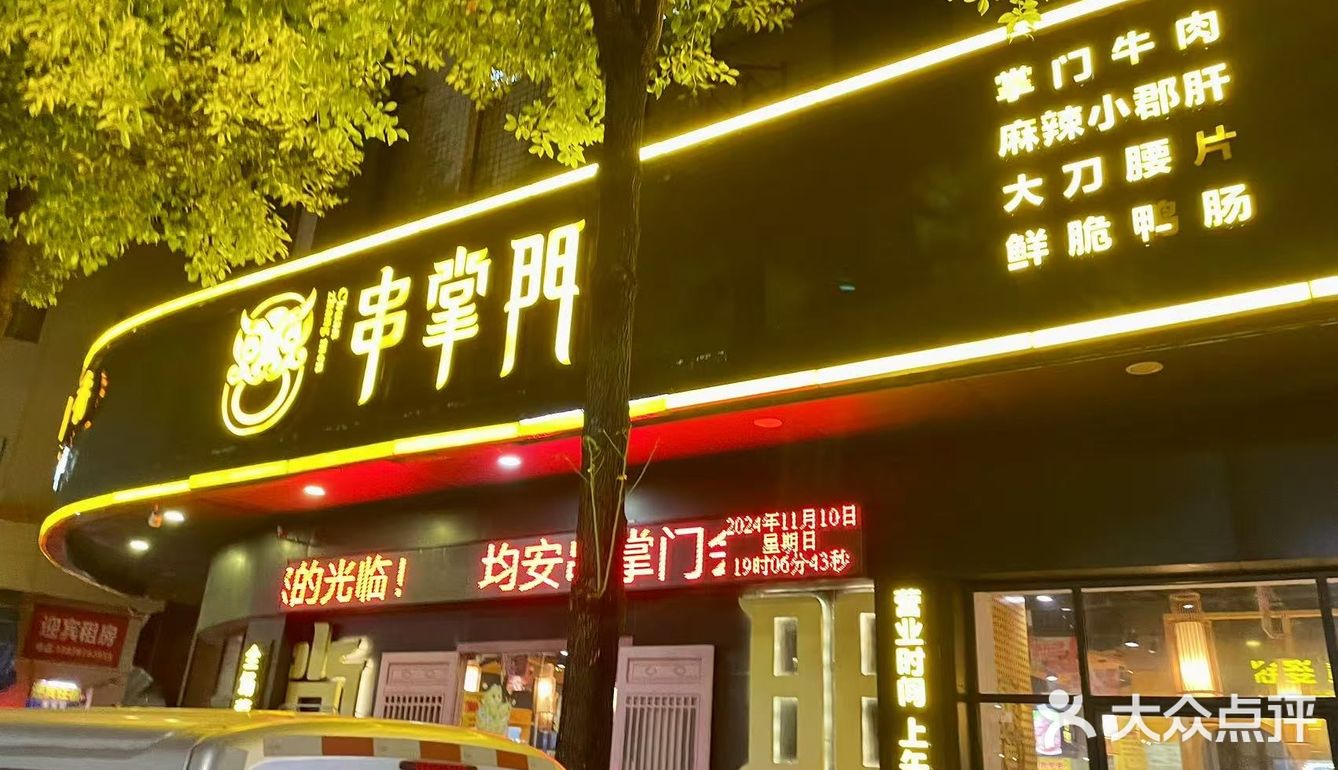 掌门牛肉
麻辣小郡肝
大刀腰片
鲜脆鸭肠
串掌門
的光临！ 均安串掌门
2024年11月10日
星期日
19时06分43秒
迎宾租房
营业时间 上午
大众点评